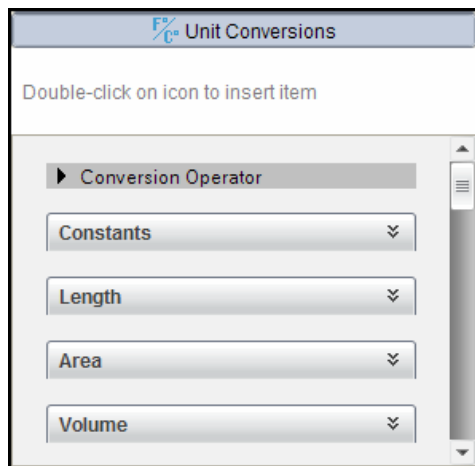 F°/C° Unit Conversions
Double-click on icon to insert item
Conversion Operator
Constants
Length
Area
Volume